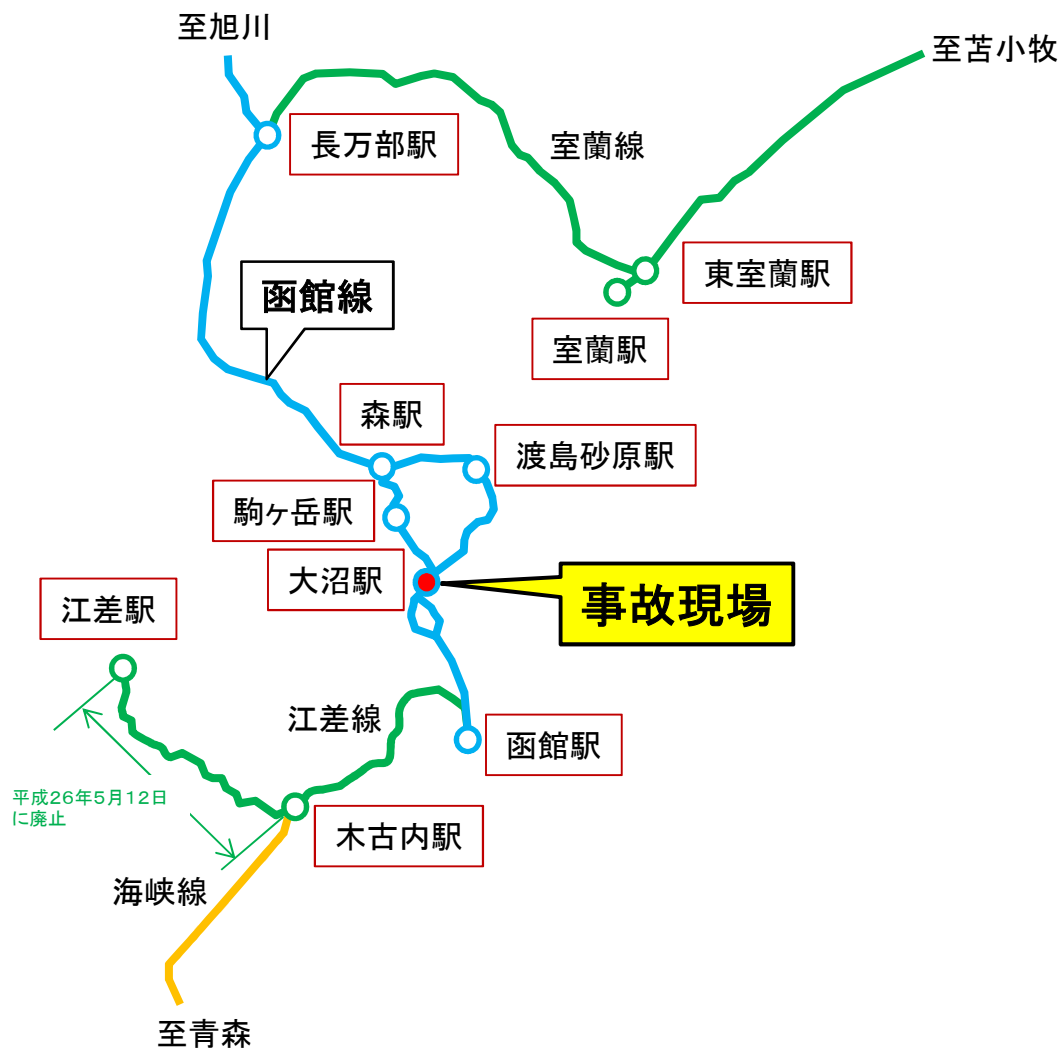 至旭川
至苫小牧
長万部駅
室蘭線
東室蘭駅
函館線
室蘭駅
森駅
渡島砂原駅
駒ヶ岳駅
大沼駅
事故現場
江差駅
江差線
函館駅
平成26年5月12日
に廃止
木古内駅
海峡線
至青森